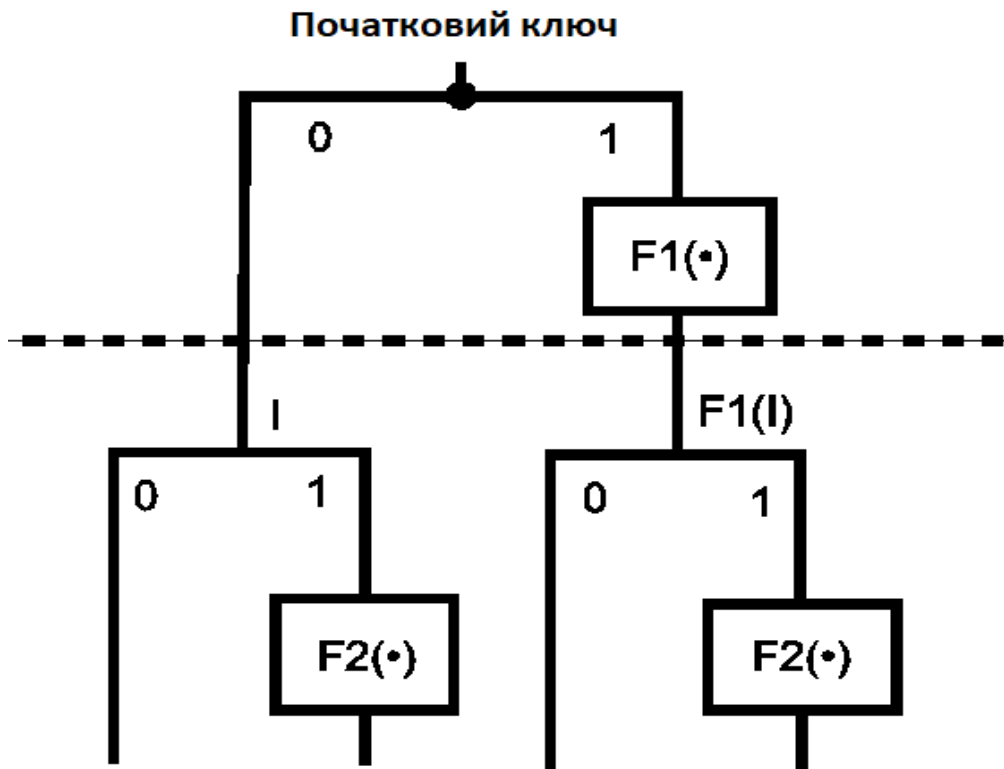 Початковий ключ
0 1
F1(•)
I F1(I)
0 1 0 1
F2(•) F2(•)